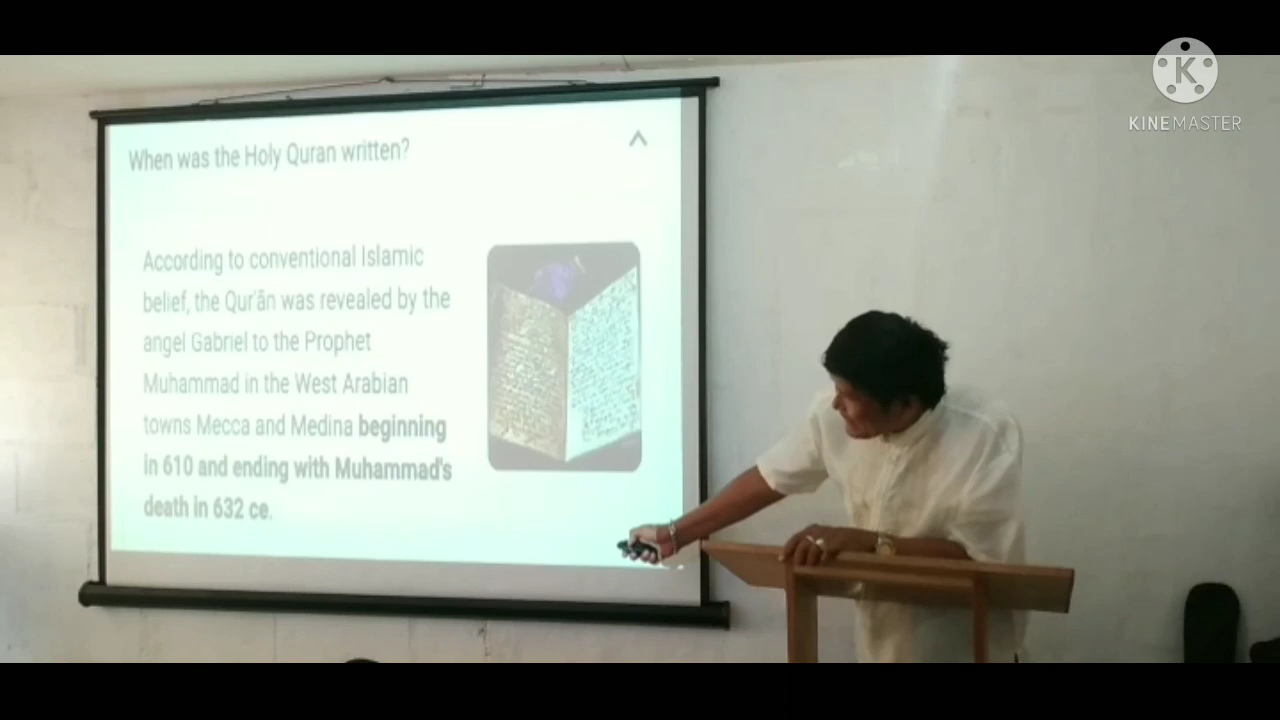 When was the Holy Quran written?
According to conventional Islamic
belief, the Qur'ān was revealed by the
angel Gabriel to the Prophet
Muhammad in the West Arabian
towns Mecca and Medina beginning
in 610 and ending with Muhammad's
death in 632 ce.
K
KINEMASTER